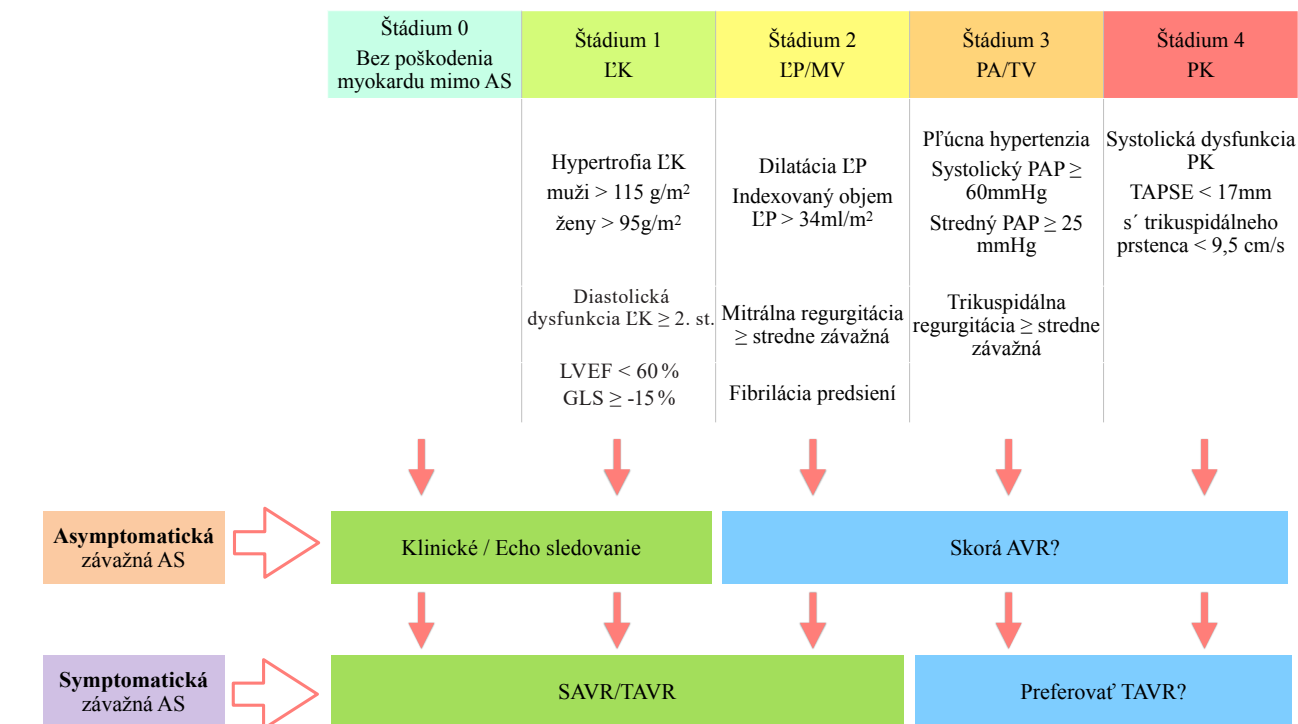 Štádium 0
Bez poškodenia
myokardu mimo AS
Štádium 1
ĽK
Štádium 2
ĽP/MV
Štádium 3
PA/TV
Štádium 4
PK
Hypertrofia ĽK
muži > 115 g/m²
ženy > 95g/m²
Dilatácia ĽP
Indexovaný objem
ĽP > 34ml/m²
Pľúcna hypertenzia
Systolický PAP ≥
60mmHg
Stredný PAP ≥ 25
mmHg
Systolická dysfunkcia
PK
TAPSE < 17mm
s´ trikuspidálneho
prstenca < 9,5 cm/s
Diastolická
dysfunkcia ĽK ≥ 2. st.
Mitrálna regurgitácia
≥ stredne závažná
Trikuspidálna
regurgitácia ≥ stredne
závažná
LVEF < 60 %
GLS ≥ -15 %
Fibrilácia predsiení
Asymptomatická
závažná AS
Klinické / Echo sledovanie
Skorá AVR?
Symptomatická
závažná AS
SAVR/TAVR
Preferovať TAVR?